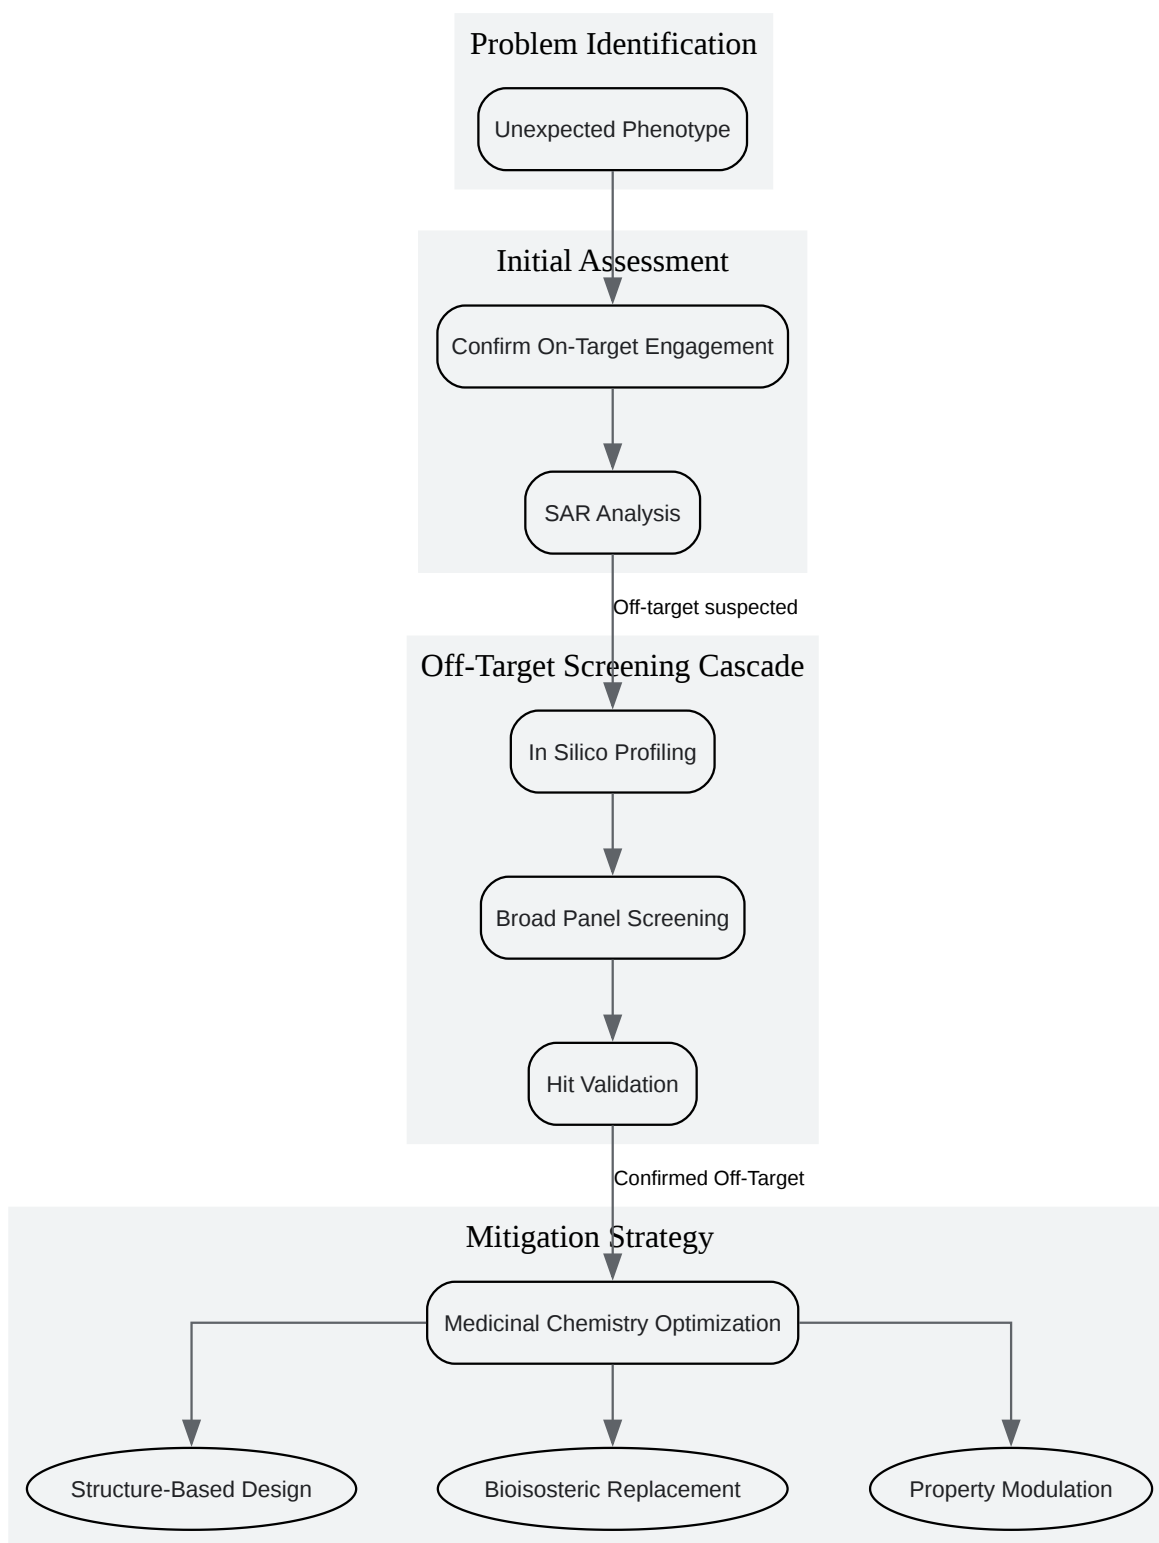 Problem Identification
Unexpected Phenotype
Initial Assessment
Confirm On-Target Engagement
SAR Analysis
Off-target suspected
Off-Target Screening Cascade
In Silico Profiling
Broad Panel Screening
Hit Validation
Confirmed Off-Target
Mitigation Strategy
Medicinal Chemistry Optimization
Structure-Based Design
Bioisosteric Replacement
Property Modulation